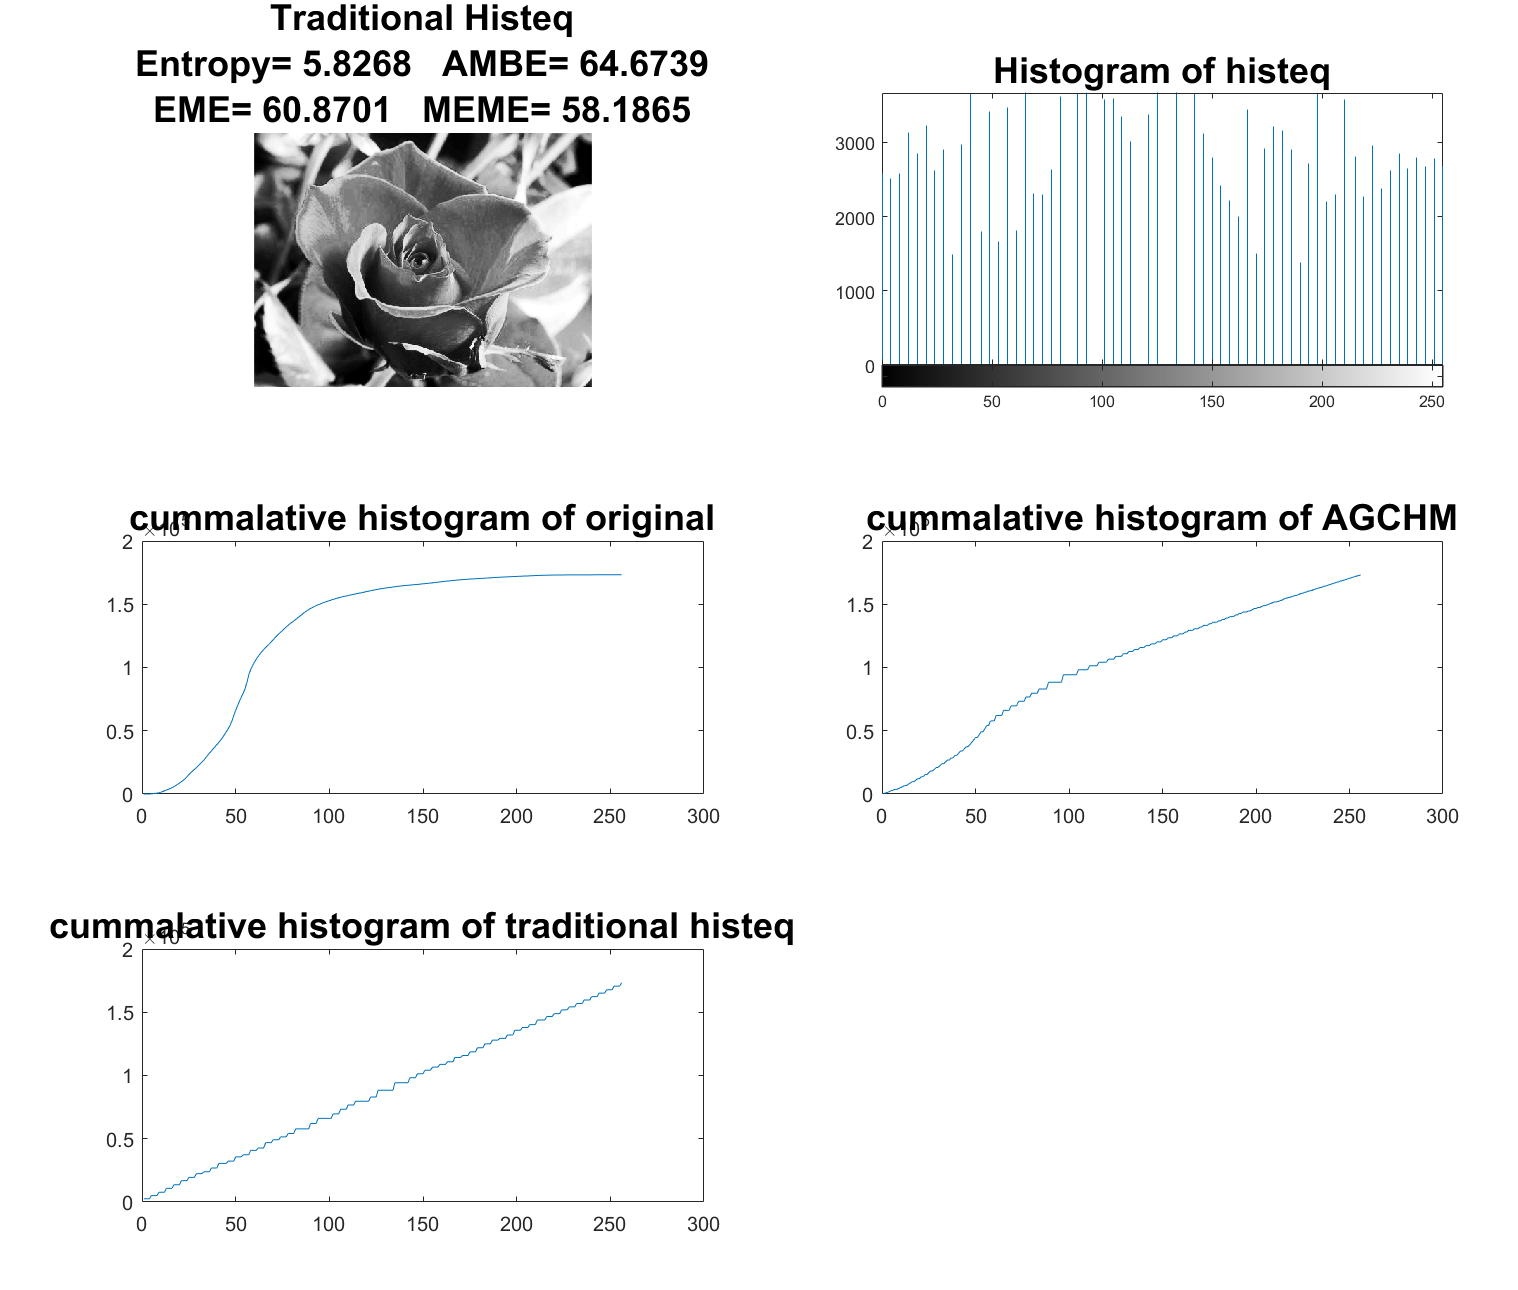 Traditional Histeq
Entropy= 5.8268 AMBE= 64.6739
EME= 60.8701 MEME= 58.1865
Histogram of histeq
3000
2000
1000
0
0 50 100 150 200 250
cummalative histogram of original
×10
2
1.5
1
0.5
0
0 50 100 150 200 250 300
cummalative histogram of AGCHM
×10
2
1.5
1
0.5
0
0 50 100 150 200 250 300
cummalative histogram of traditional histeq
×10
2
1.5
1
0.5
0
0 50 100 150 200 250 300